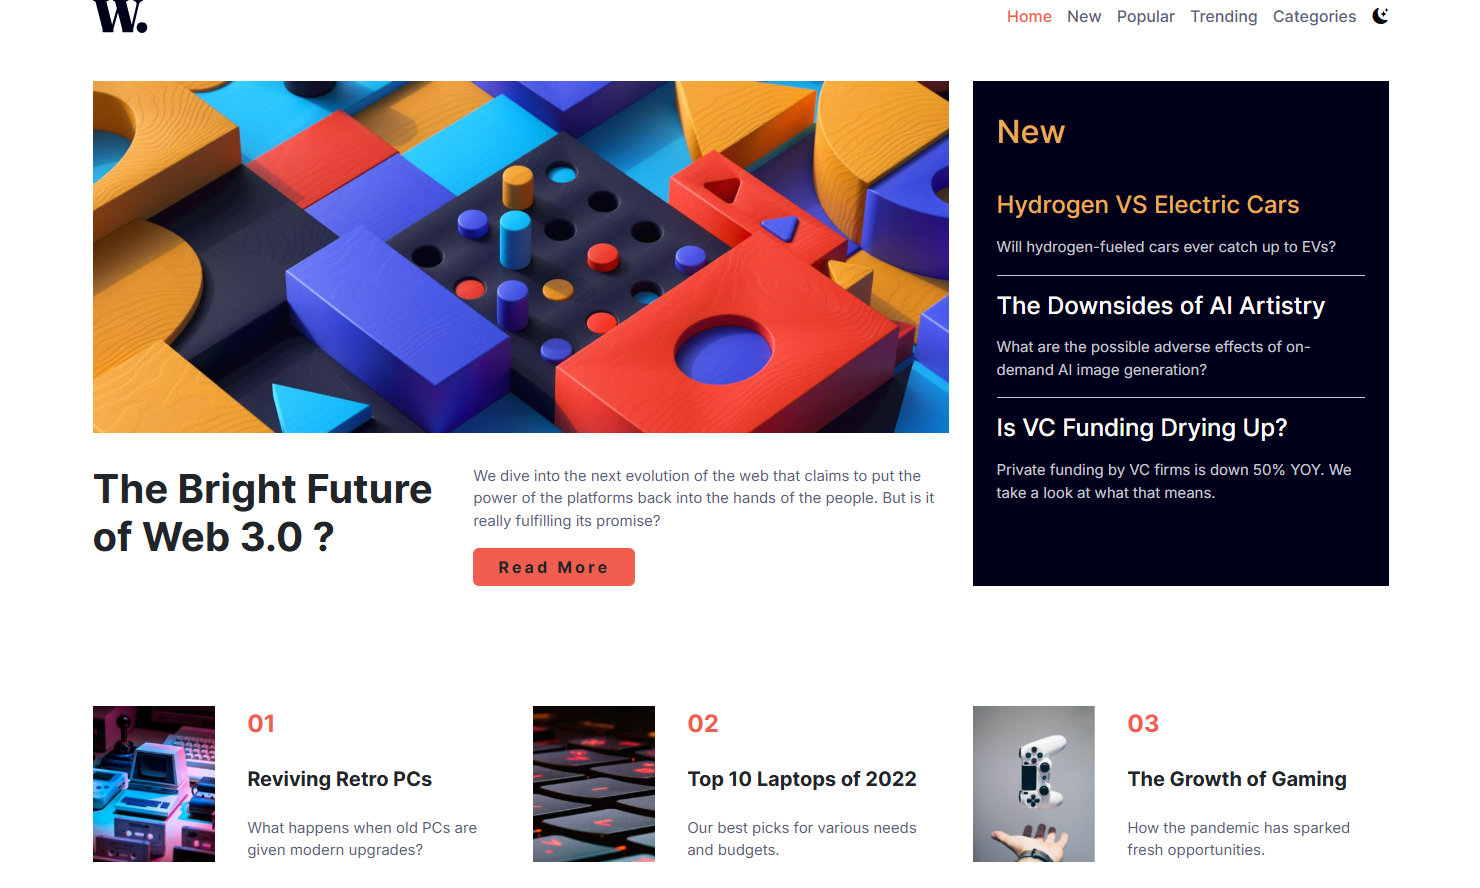 W.
Home New Popular Trending Categories
New
Hydrogen VS Electric Cars
Will hydrogen-fueled cars ever catch up to EVs?
The Downsides of AI Artistry
What are the possible adverse effects of on-
demand AI image generation?
Is VC Funding Drying Up?
Private funding by VC firms is down 50% YOY. We
take a look at what that means.
The Bright Future
of Web 3.0 ?
We dive into the next evolution of the web that claims to put the
power of the platforms back into the hands of the people. But is it
really fulfilling its promise?
Read More
01
Reviving Retro PCs
What happens when old PCs are
given modern upgrades?
02
Top 10 Laptops of 2022
Our best picks for various needs
and budgets.
03
The Growth of Gaming
How the pandemic has sparked
fresh opportunities.